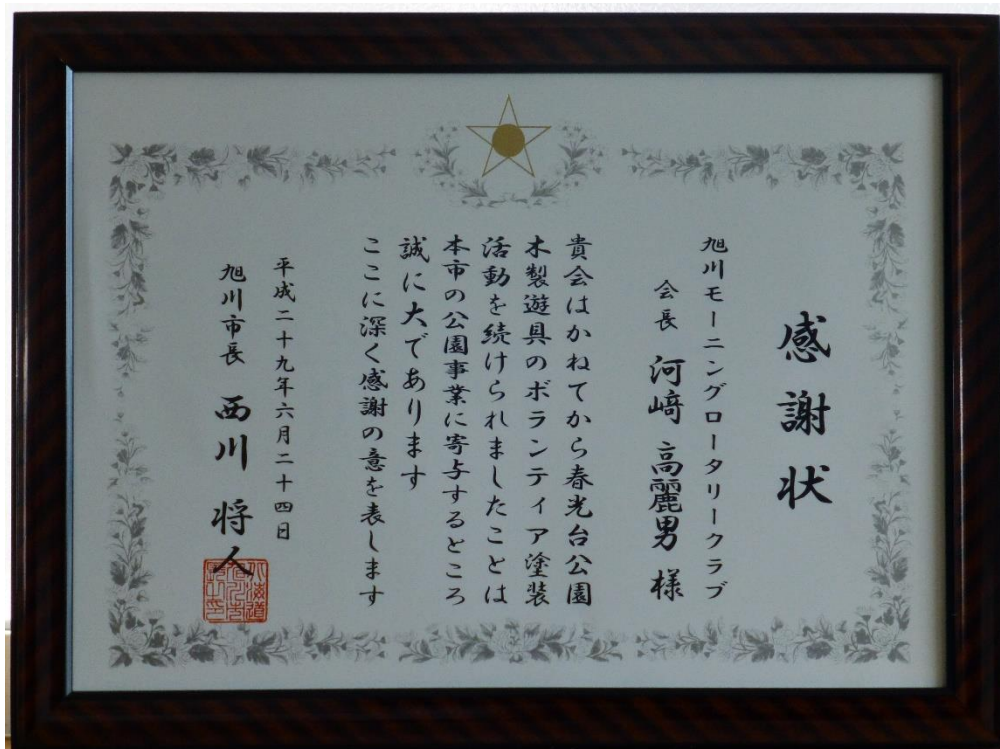 感謝状
旭川モーニングロータリークラブ
会長 河﨑 高麗男 様
貴会はかねてから春光台公園
木製遊具のボランティア塗装
活動を続けられましたことは
本市の公園事業に寄与するところ
誠に大であります
ここに深く感謝の意を表します
平成二十九年六月二十四日
旭川市長 西川 将人